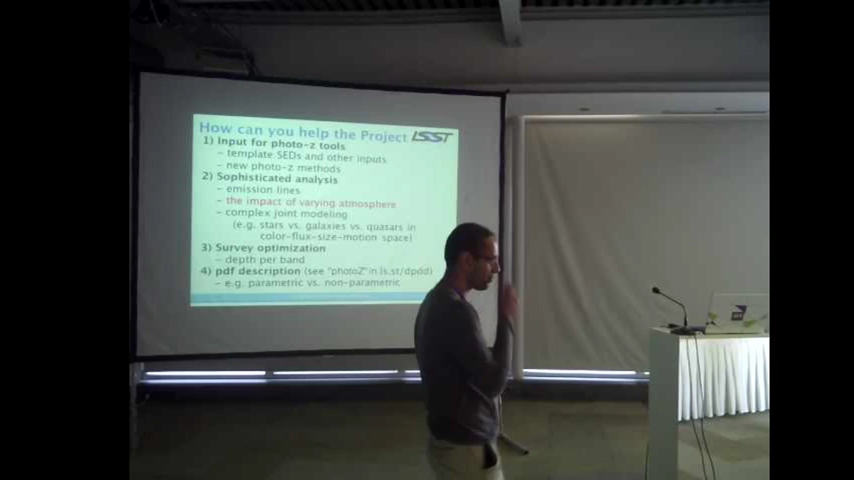 How can you help the Project LSST
1) Input for photo-z tools
– template SEDs and other inputs
– new photo-z methods
2) Sophisticated analysis
– emission lines
– the impact of varying atmosphere
– complex joint modeling
(e.g. stars vs. galaxies vs. quasars in
color-flux-size-motion space)
3) Survey optimization
– depth per band
4) pdf description (see "photoZ" in ls.st/dpdd)
– e.g. parametric vs. non-parametric